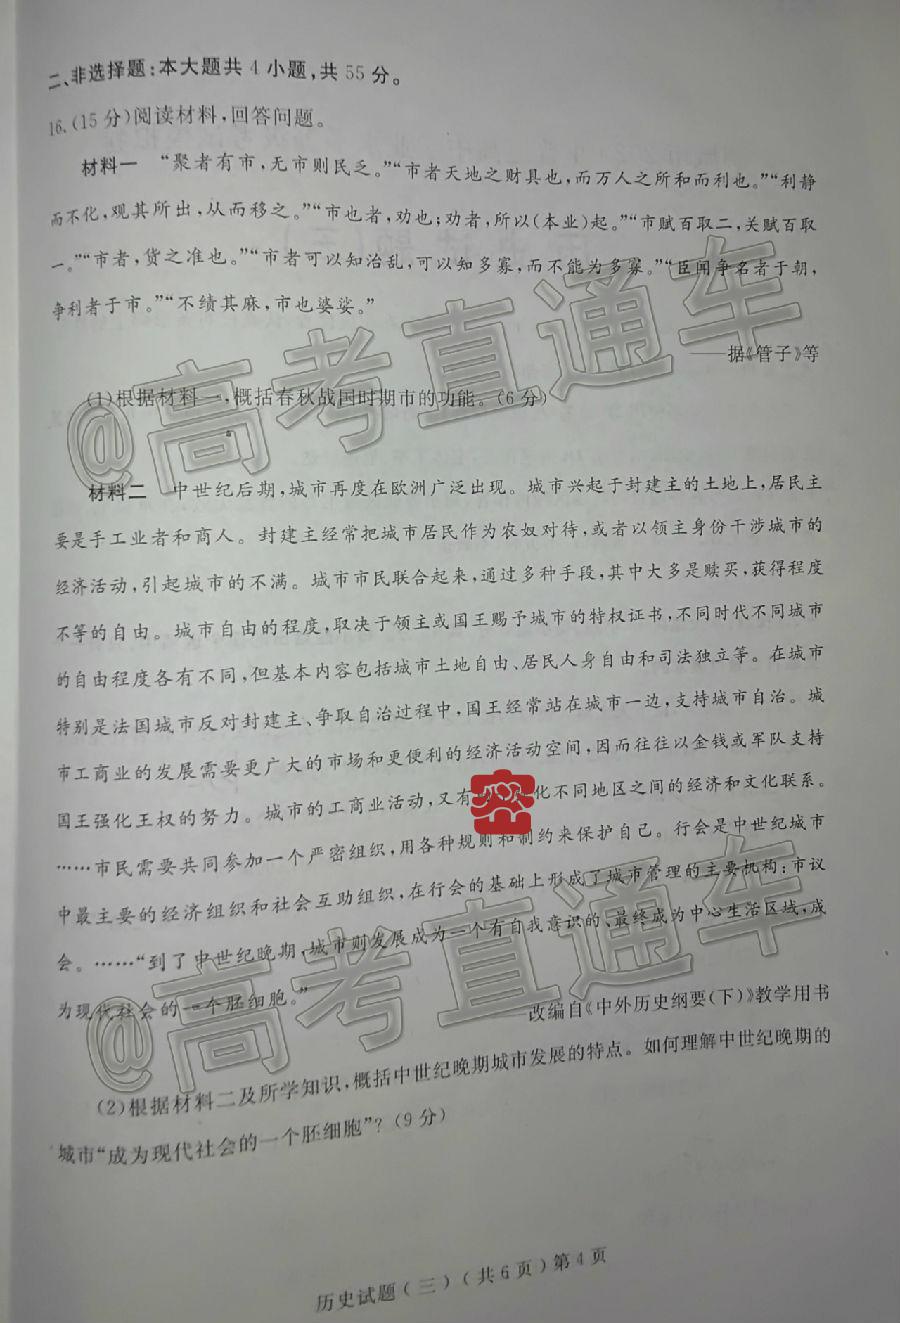 二、非选择题:本大题共 4 小题,共 55 分。
16.(15 分)阅读材料,回答问题。
材料一 “聚者有市,无市则民乏。”“市者天地之财具也,而万人之所和而利也。”“利静
而不化,观其所出,从而移之。”“市也者,劝也;劝者,所以(本业)起。”“市赋百取二,关赋百取
一。”“市者,货之准也。”“市者可以知治乱,可以知多寡,而不能为多寡。”“臣闻争名者于朝,
争利者于市。”“不绩其麻,市也婆娑。”
——据《管子》等
(1)根据材料一,概括春秋战国时期市的功能。(6 分)
材料二 中世纪后期,城市再度在欧洲广泛出现。城市兴起于封建主的土地上,居民主
要是手工业者和商人。封建主经常把城市居民作为农奴对待,或者以领主身份干涉城市的
经济活动,引起城市的不满。城市市民联合起来,通过多种手段,其中大多是赎买,获得程度
不等的自由。城市自由的程度,取决于领主或国王赐予城市的特权证书,不同时代不同城市
的自由程度各有不同,但基本内容包括城市土地自由、居民人身自由和司法独立等。在城市
特别是法国城市反对封建主、争取自治过程中,国王经常站在城市一边,支持城市自治。城
市工商业的发展需要更广大的市场和更便利的经济活动空间,因而往往以金钱或军队支持
国王强化王权的努力。城市的工商业活动,又有化不同地区之间的经济和文化联系。
……市民需要共同参加一个严密组织,用各种规则和制约来保护自己。行会是中世纪城市
中最主要的经济组织和社会互助组织,在行会的基础上形成了城市管理的主要机构:市议
会。……“到了中世纪晚期,城市则发展成为一个有自我意识的、最终成为中心生活区域,成
为现代社会的一个胚细胞。”
改编自《中外历史纲要(下)》教学用书
(2)根据材料二及所学知识,概括中世纪晚期城市发展的特点。如何理解中世纪晚期的
城市“成为现代社会的一个胚细胞”?(9 分)
历史试题(三)(共 6 页)第 4 页
@高考直通车
@高考直通车